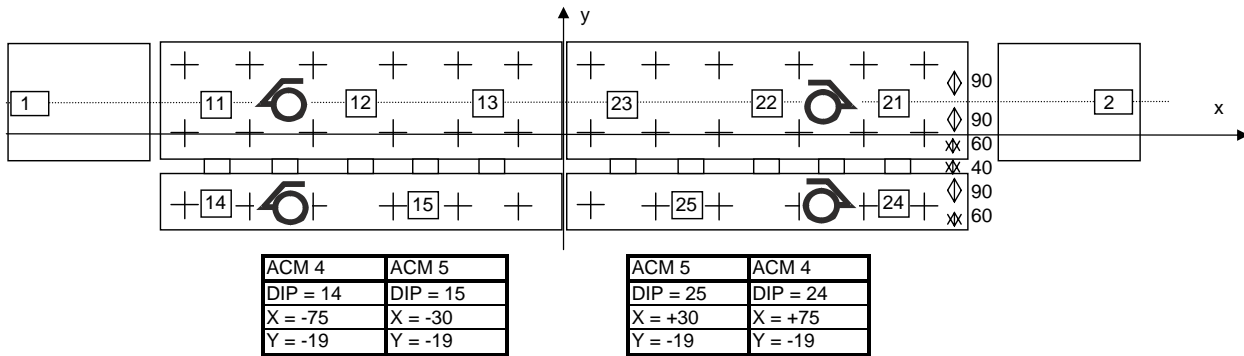 y
90
1
11
12
13
23
22
21
2
x
90
60
40
14
15
25
24
90
60
ACM 4 ACM 5
DIP = 14 DIP = 15
X = -75 X = -30
Y = -19 Y = -19
ACM 5 ACM 4
DIP = 25 DIP = 24
X = +30 X = +75
Y = -19 Y = -19